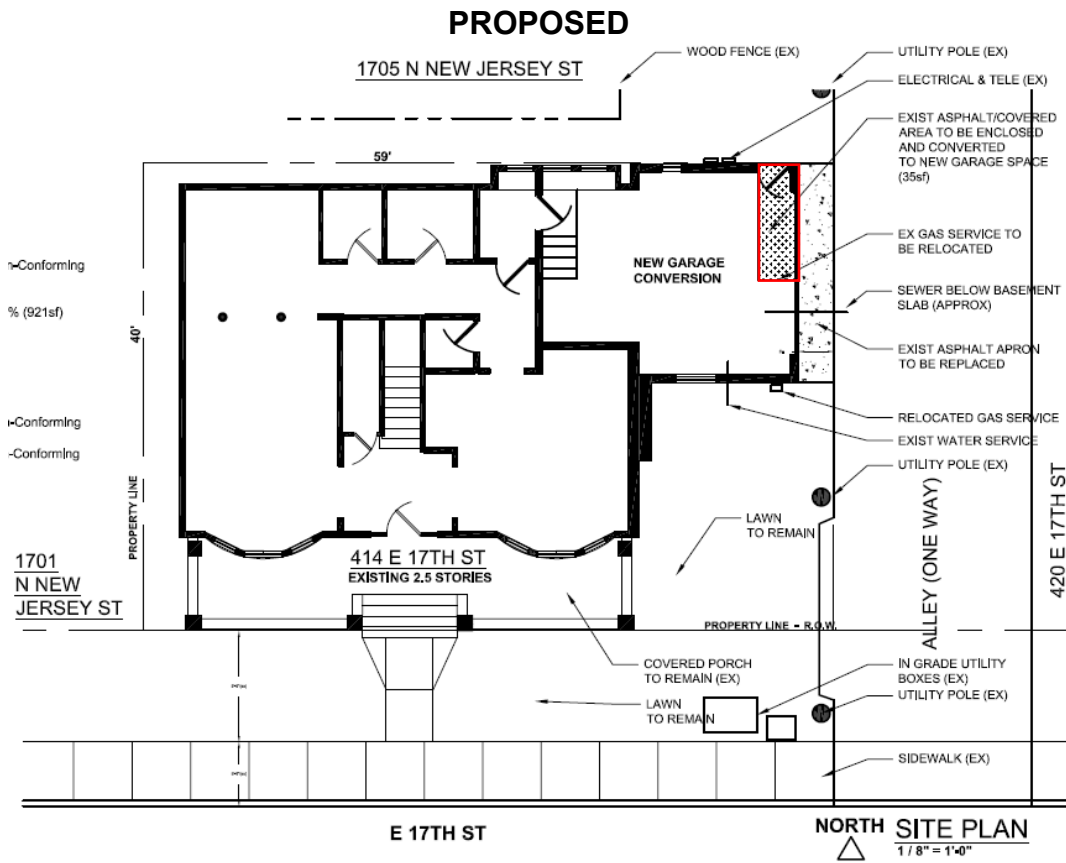 PROPOSED
WOOD FENCE (EX)
UTILITY POLE (EX)
1705 N NEW JERSEY ST
ELECTRICAL & TELE (EX)
EXIST ASPHALT/COVERED
AREA TO BE ENCLOSED
AND CONVERTED
TO NEW GARAGE SPACE
(35sf)
59'
EX GAS SERVICE TO
BE RELOCATED
NEW GARAGE
CONVERSION
-Conforming
% (921sf)
SEWER BELOW BASEMENT
SLAB (APPROX)
40'
EXIST ASPHALT APRON
TO BE REPLACED
RELOCATED GAS SERVICE
-Conforming
EXIST WATER SERVICE
-Conforming
UTILITY POLE (EX)
PROPERTY LINE
LAWN
TO REMAIN
ALLEY (ONE WAY)
420 E 17TH ST
1701
N NEW
JERSEY ST
414 E 17TH ST
EXISTING 2.5 STORIES
PROPERTY LINE - R.O.W.
COVERED PORCH
TO REMAIN (EX)
IN GRADE UTILITY
BOXES (EX)
UTILITY POLE (EX)
LAWN
TO REMAIN
SIDEWALK (EX)
E 17TH ST
NORTH
SITE PLAN
1 / 8" = 1'-0"